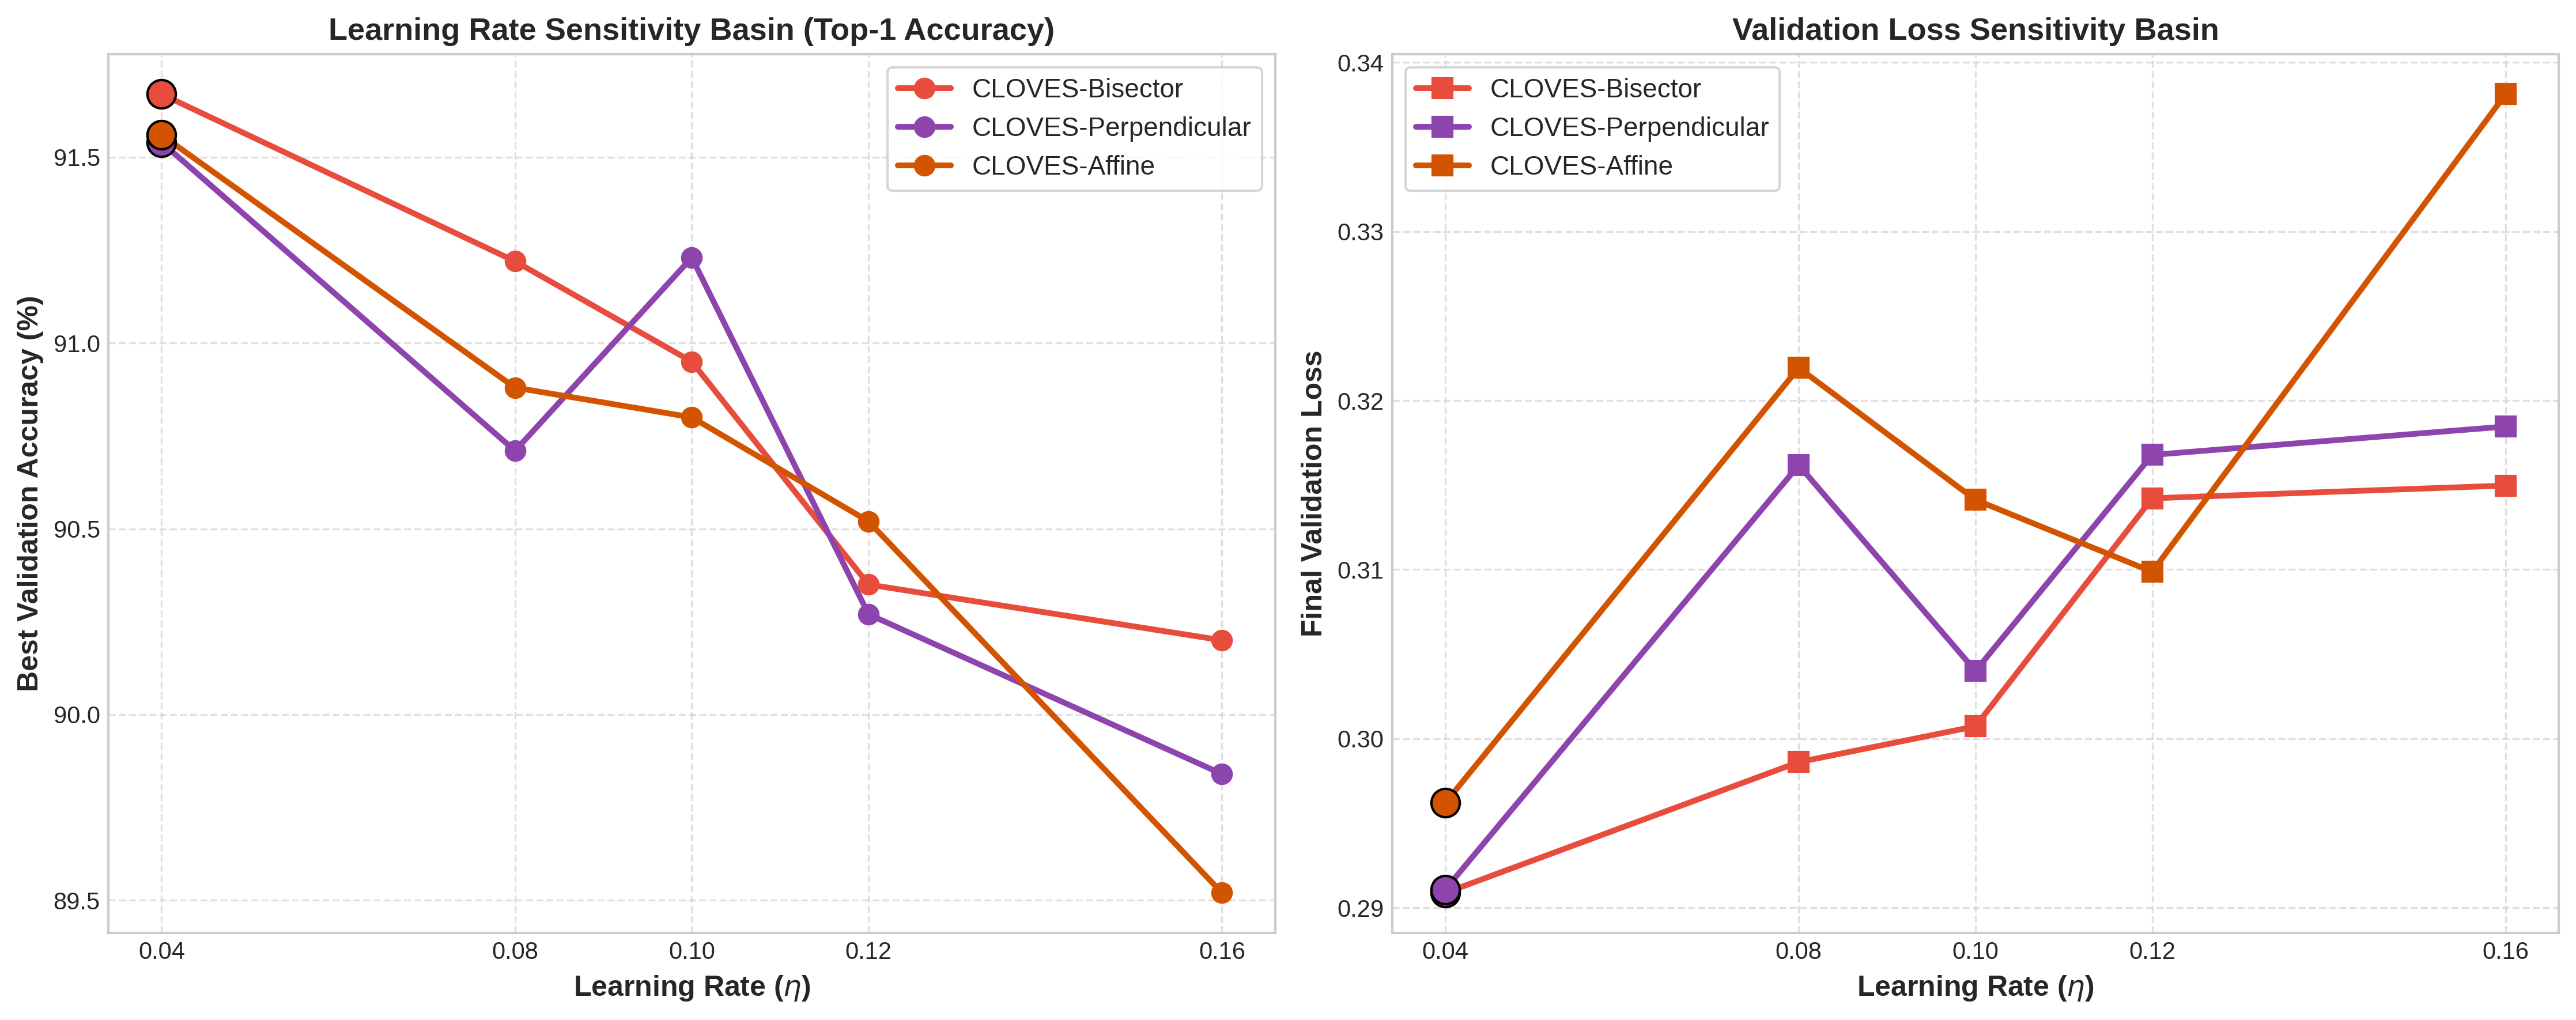 Learning Rate Sensitivity Basin (Top-1 Accuracy)
CLOVES-Bisector
CLOVES-Perpendicular
CLOVES-Affine
Best Validation Accuracy (%)
91.5
91.0
90.5
90.0
89.5
0.04 0.08 0.10 0.12 0.16
Learning Rate (η)
Validation Loss Sensitivity Basin
CLOVES-Bisector
CLOVES-Perpendicular
CLOVES-Affine
Final Validation Loss
0.34
0.33
0.32
0.31
0.30
0.29
0.04 0.08 0.10 0.12 0.16
Learning Rate (η)